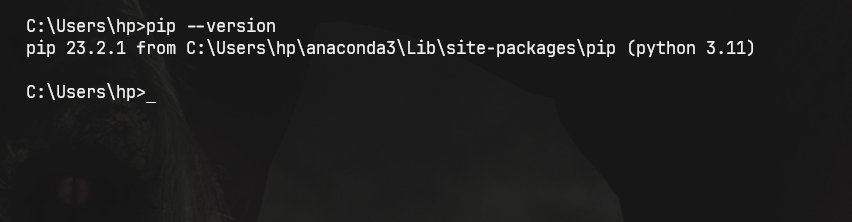 C:\Users\hp>pip --version
pip 23.2.1 from C:\Users\hp\anaconda3\Lib\site-packages\pip (python 3.11)
C:\Users\hp>_